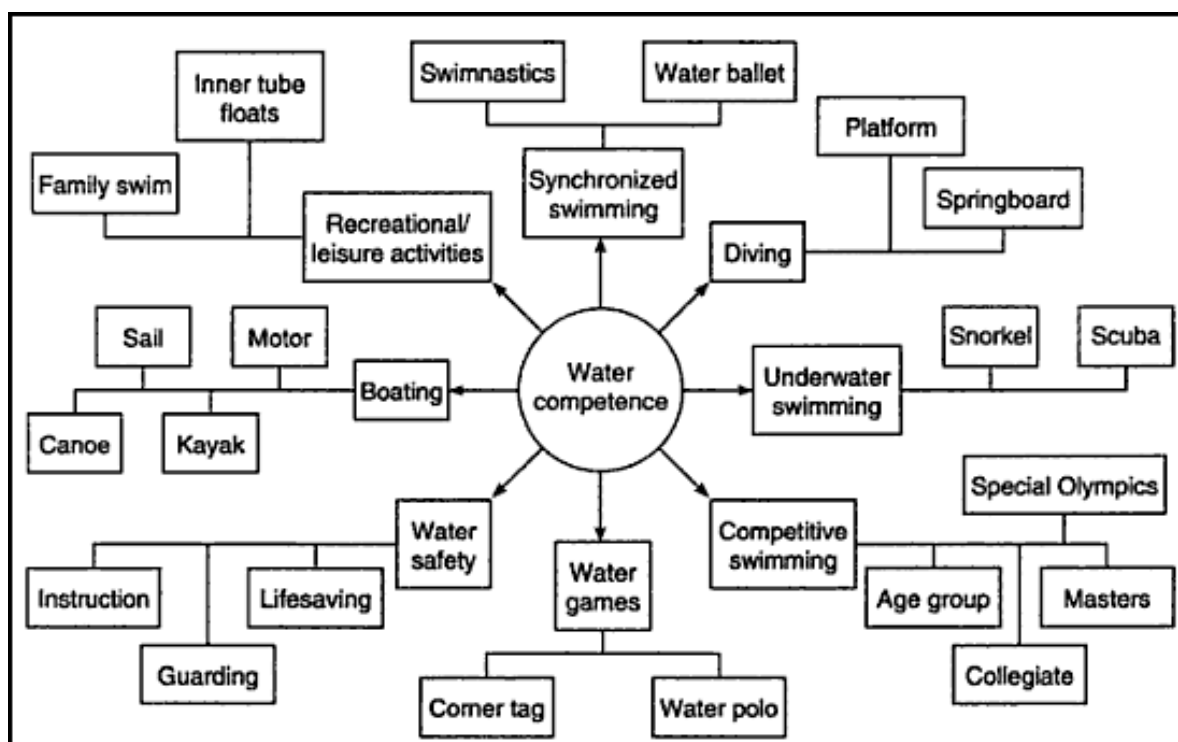 Swimnastics
Water ballet
Inner tube
floats
Platform
Family swim
Synchronized
swimming
Springboard
Recreational/
leisure activities
Diving
Sail
Motor
Snorkel
Scuba
Water
competence
Boating
Underwater
swimming
Canoe
Kayak
Special Olympics
Water
safety
Competitive
swimming
Water
games
Instruction
Lifesaving
Age group
Masters
Guarding
Collegiate
Corner tag
Water polo